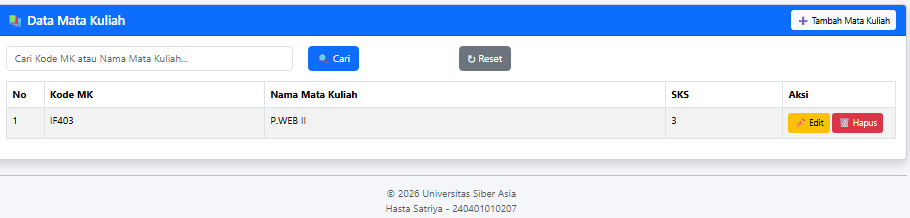 Data Mata Kuliah
+ Tambah Mata Kuliah
Cari Kode MK atau Nama Mata Kuliah...
Cari
↻ Reset
No Kode MK Nama Mata Kuliah SKS Aksi
1 IF403 P.WEB II 3 Edit Hapus
© 2026 Universitas Siber Asia
Hasta Satriya - 240401010207